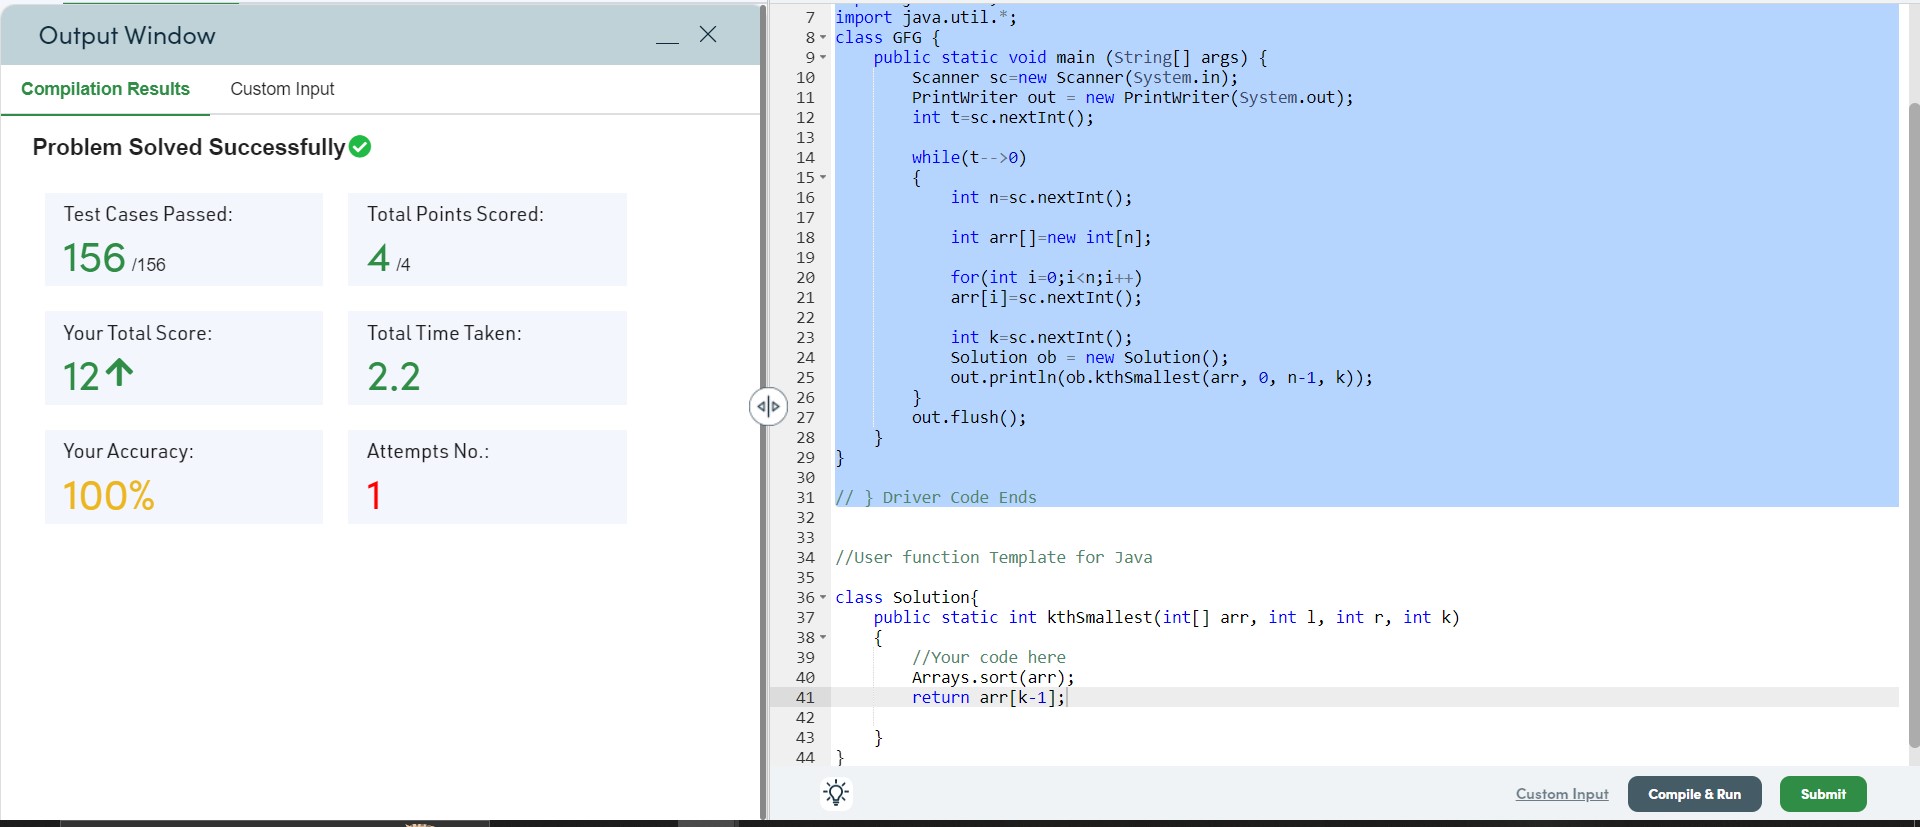 Output Window
Compilation Results
Custom Input
Problem Solved Successfully
Test Cases Passed:
156 /156
Total Points Scored:
4 /4
Your Total Score:
12
Total Time Taken:
2.2
Your Accuracy:
100%
Attempts No.:
1
7 import java.util.*;
8 class GFG {
9 public static void main (String[] args) {
10 Scanner sc=new Scanner(System.in);
11 PrintWriter out = new PrintWriter(System.out);
12 int t=sc.nextInt();
13
14 while(t-->0)
15 {
16 int n=sc.nextInt();
17
18 int arr[]=new int[n];
19
20 for(int i=0;i<n;i++)
21 arr[i]=sc.nextInt();
22
23 int k=sc.nextInt();
24 Solution ob = new Solution();
25 out.println(ob.kthSmallest(arr, 0, n-1, k));
26 }
27 out.flush();
28 }
29 }
30
31 // } Driver Code Ends
32
33
34 //User function Template for Java
35
36 class Solution{
37 public static int kthSmallest(int[] arr, int l, int r, int k)
38 {
39 //Your code here
40 Arrays.sort(arr);
41 return arr[k-1];
42
43 }
44 }
Custom Input
Compile & Run
Submit